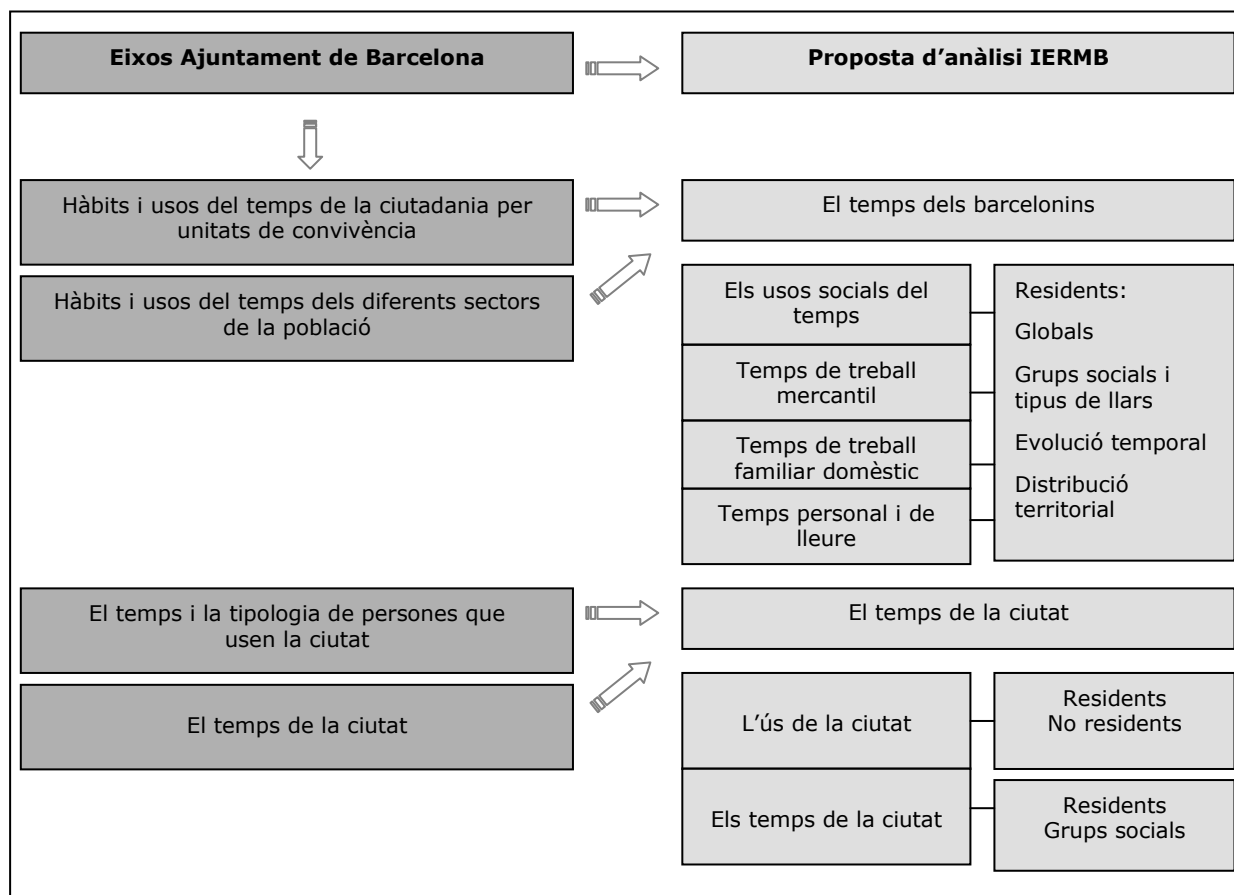 Eixos Ajuntament de Barcelona
Proposta d’anàlisi IERMB
Hàbits i usos del temps de la ciutadania per
unitats de convivència
El temps dels barcelonins
Hàbits i usos del temps dels diferents sectors
de la població
Els usos socials del
temps
Temps de treball
mercantil
Temps de treball
familiar domèstic
Temps personal i de
lleure
Residents:
Globals
Grups socials i
tipus de llars
Evolució temporal
Distribució
territorial
El temps i la tipologia de persones que
usen la ciutat
El temps de la ciutat
El temps de la ciutat
L’ús de la ciutat
Residents
No residents
Els temps de la ciutat
Residents
Grups socials